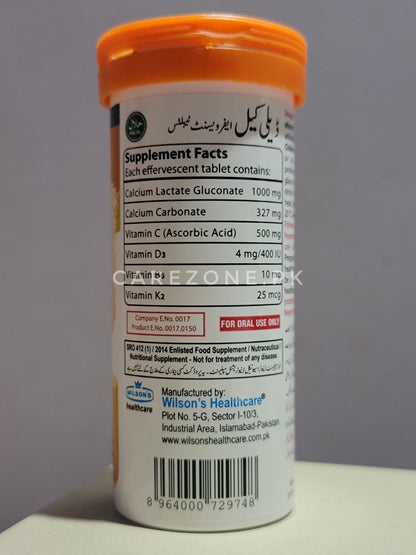 ڈیلی کیل ایفرویسنٹ ٹیبلٹس
حلال
HALAL
Supplement Facts
Each effervescent tablet contains:
Calcium Lactate Gluconate 1000 mg
Calcium Carbonate 327 mg
Vitamin C (Ascorbic Acid) 500 mg
Vitamin D3 4 mg/400 IU
CAREZONE.PK
Vitamin B6 10 mg
Vitamin K2 25 mcg
Company E.No. 0017
Product E.No. 0017.0150
FOR ORAL USE ONLY
SRO 412 (1) / 2014 Enlisted Food Supplement / Nutraceutical /
Nutritional Supplement - Not for treatment of any disease.
WILSON'S
healthcare
Manufactured by:
Wilson's Healthcare®
Plot No. 5-G, Sector I-10/3,
Industrial Area, Islamabad-Pakistan.
www.wilsonshealthcare.com.pk
8 964000 729748